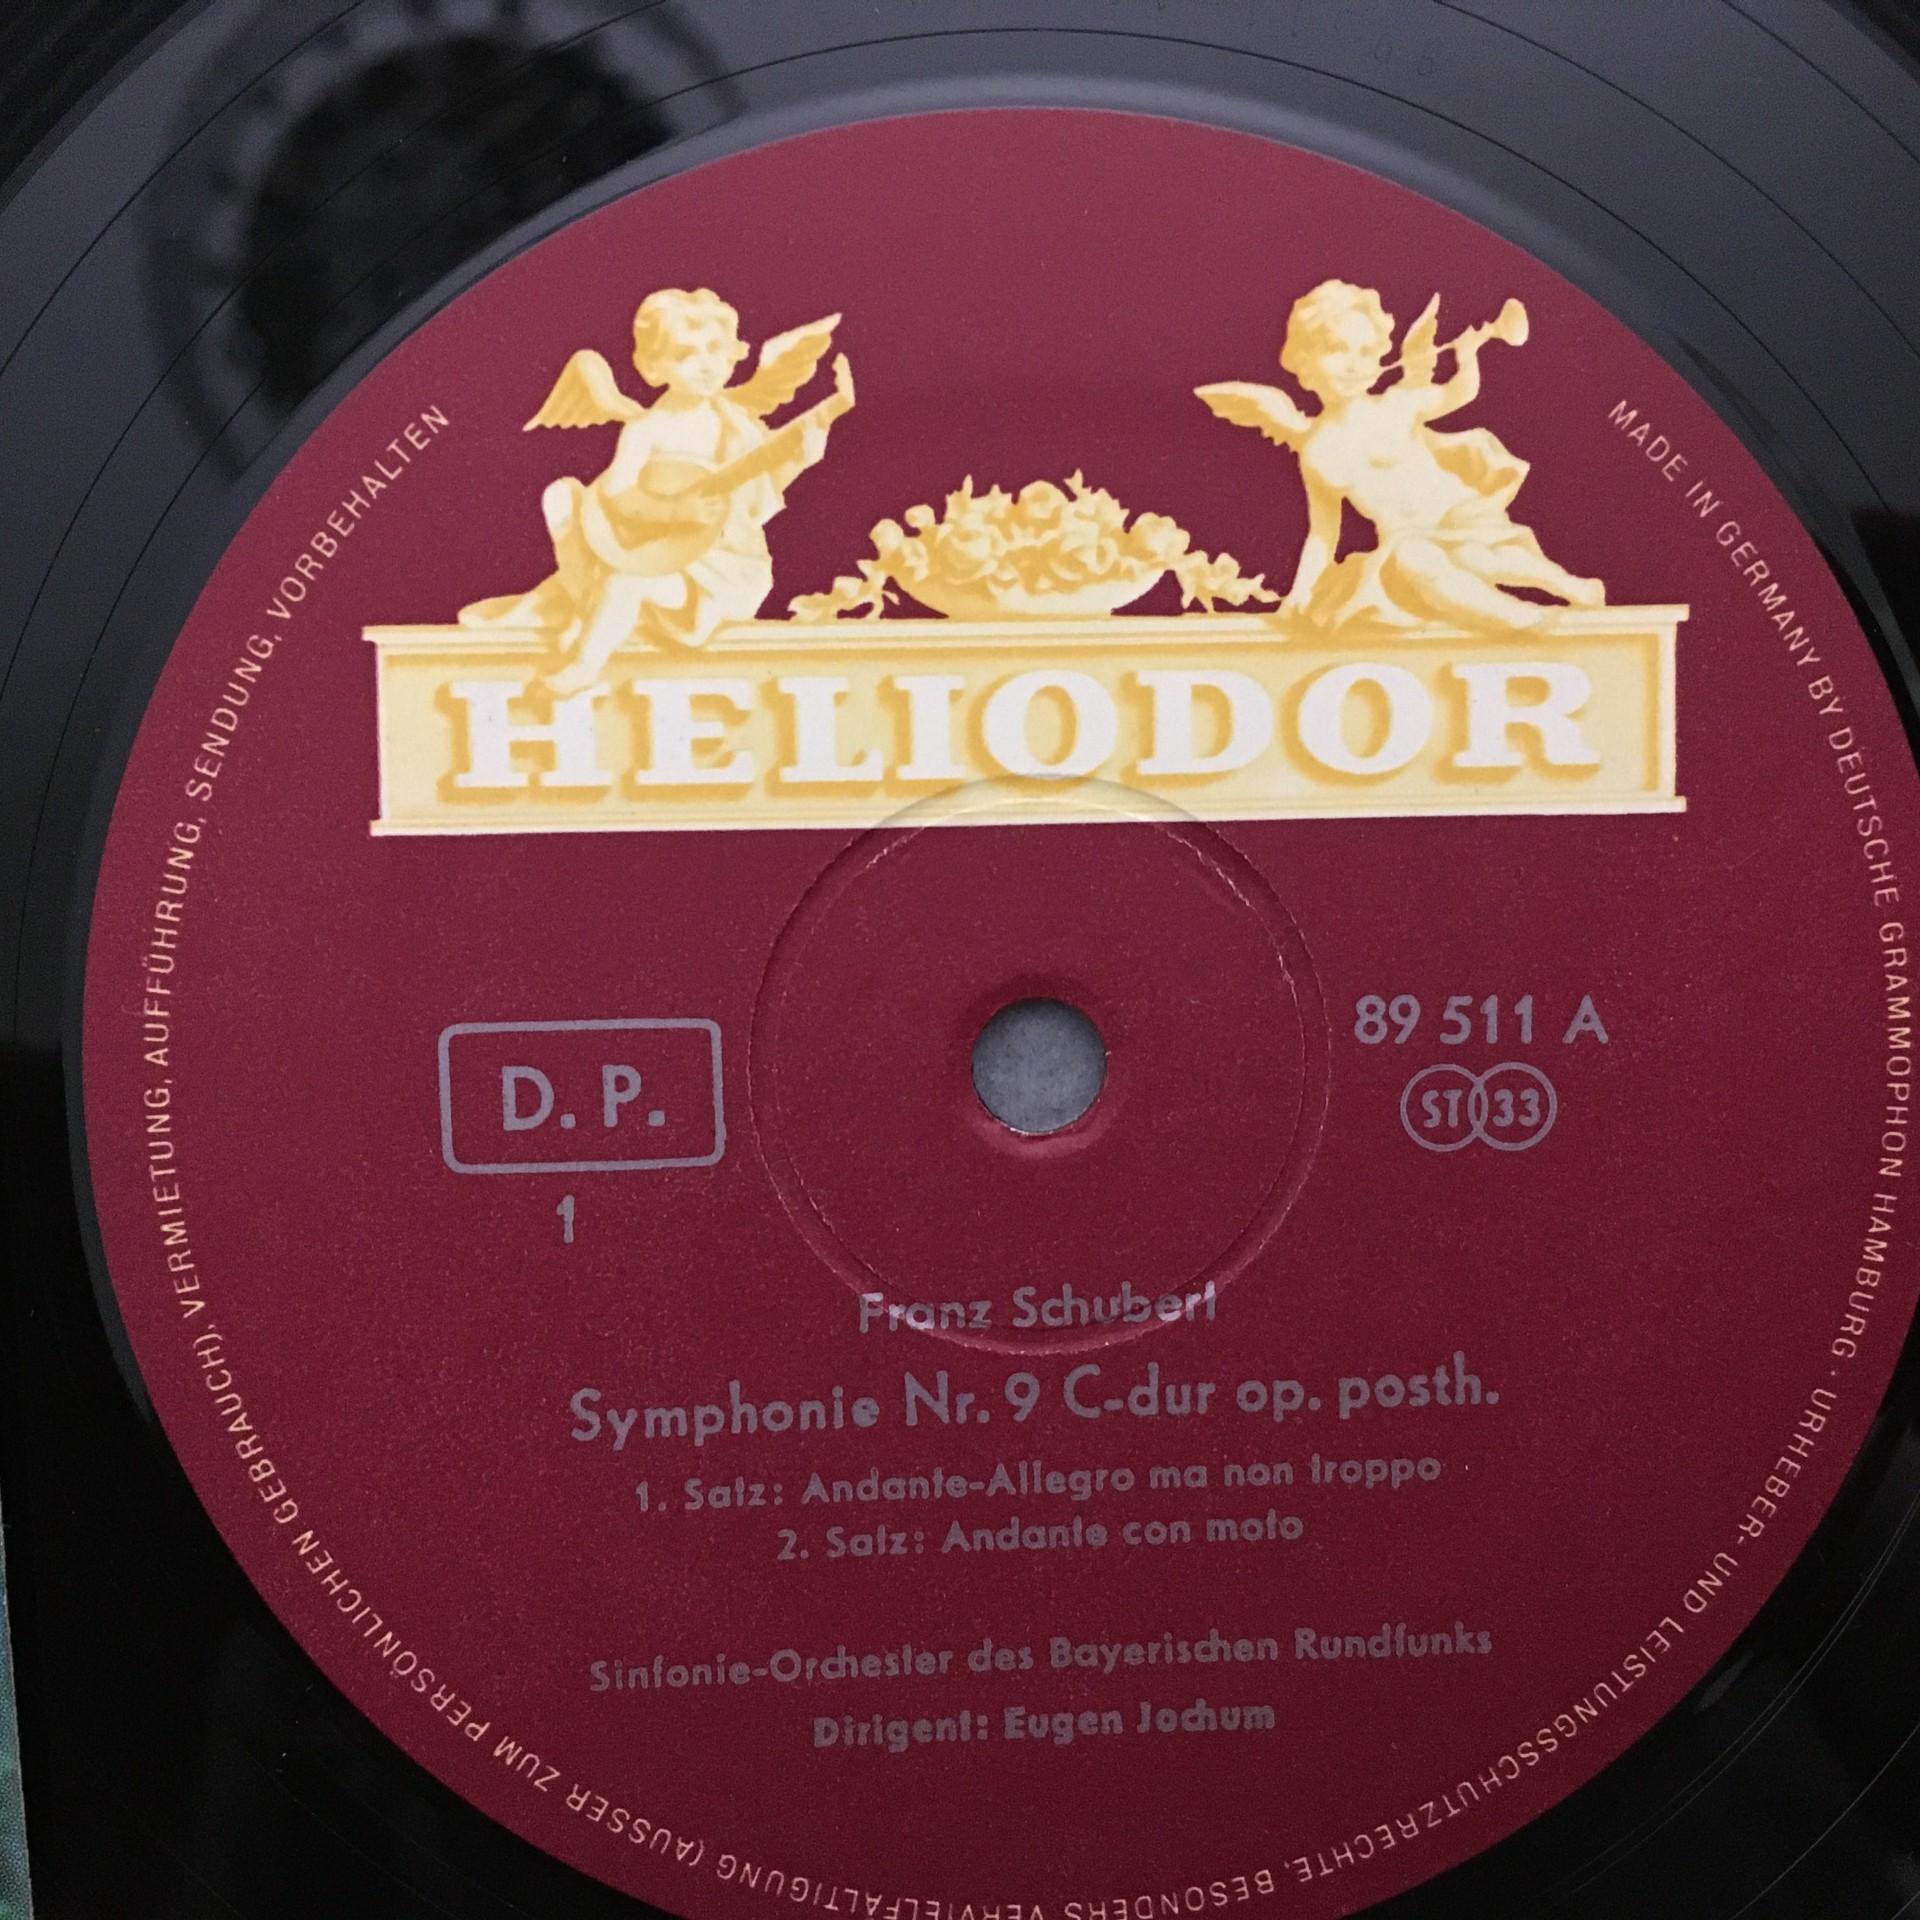 HELIODOR
D. P.
1
89 511 A
ST 33
Franz Schubert
Symphonie Nr. 9 C-dur op. posth.
1. Satz: Andante-Allegro ma non troppo
2. Satz: Andante con moto
Sinfonie-Orchester des Bayerischen Rundfunks
Dirigent: Eugen Jochum
MADE IN GERMANY BY DEUTSCHE GRAMMOPHON HAMBURG · URHEBER- UND LEISTUNGSSCHUTZRECHTE, BESONDERS VERVIELFÄLTIGUNG (AUSSER ZUM PERSÖNLICHEN GEBRAUCH), VERMIETUNG, AUFFÜHRUNG, SENDUNG, VORBEHALTEN